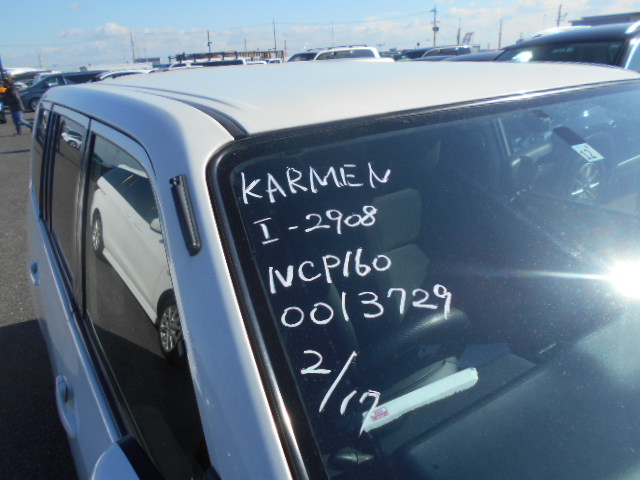 KARMEN
I-2908
NCP160
0013729
2/17